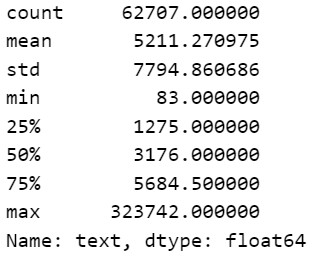 count 62707.000000
mean 5211.270975
std 7794.860686
min 83.000000
25% 1275.000000
50% 3176.000000
75% 5684.500000
max 323742.000000
Name: text, dtype: float64